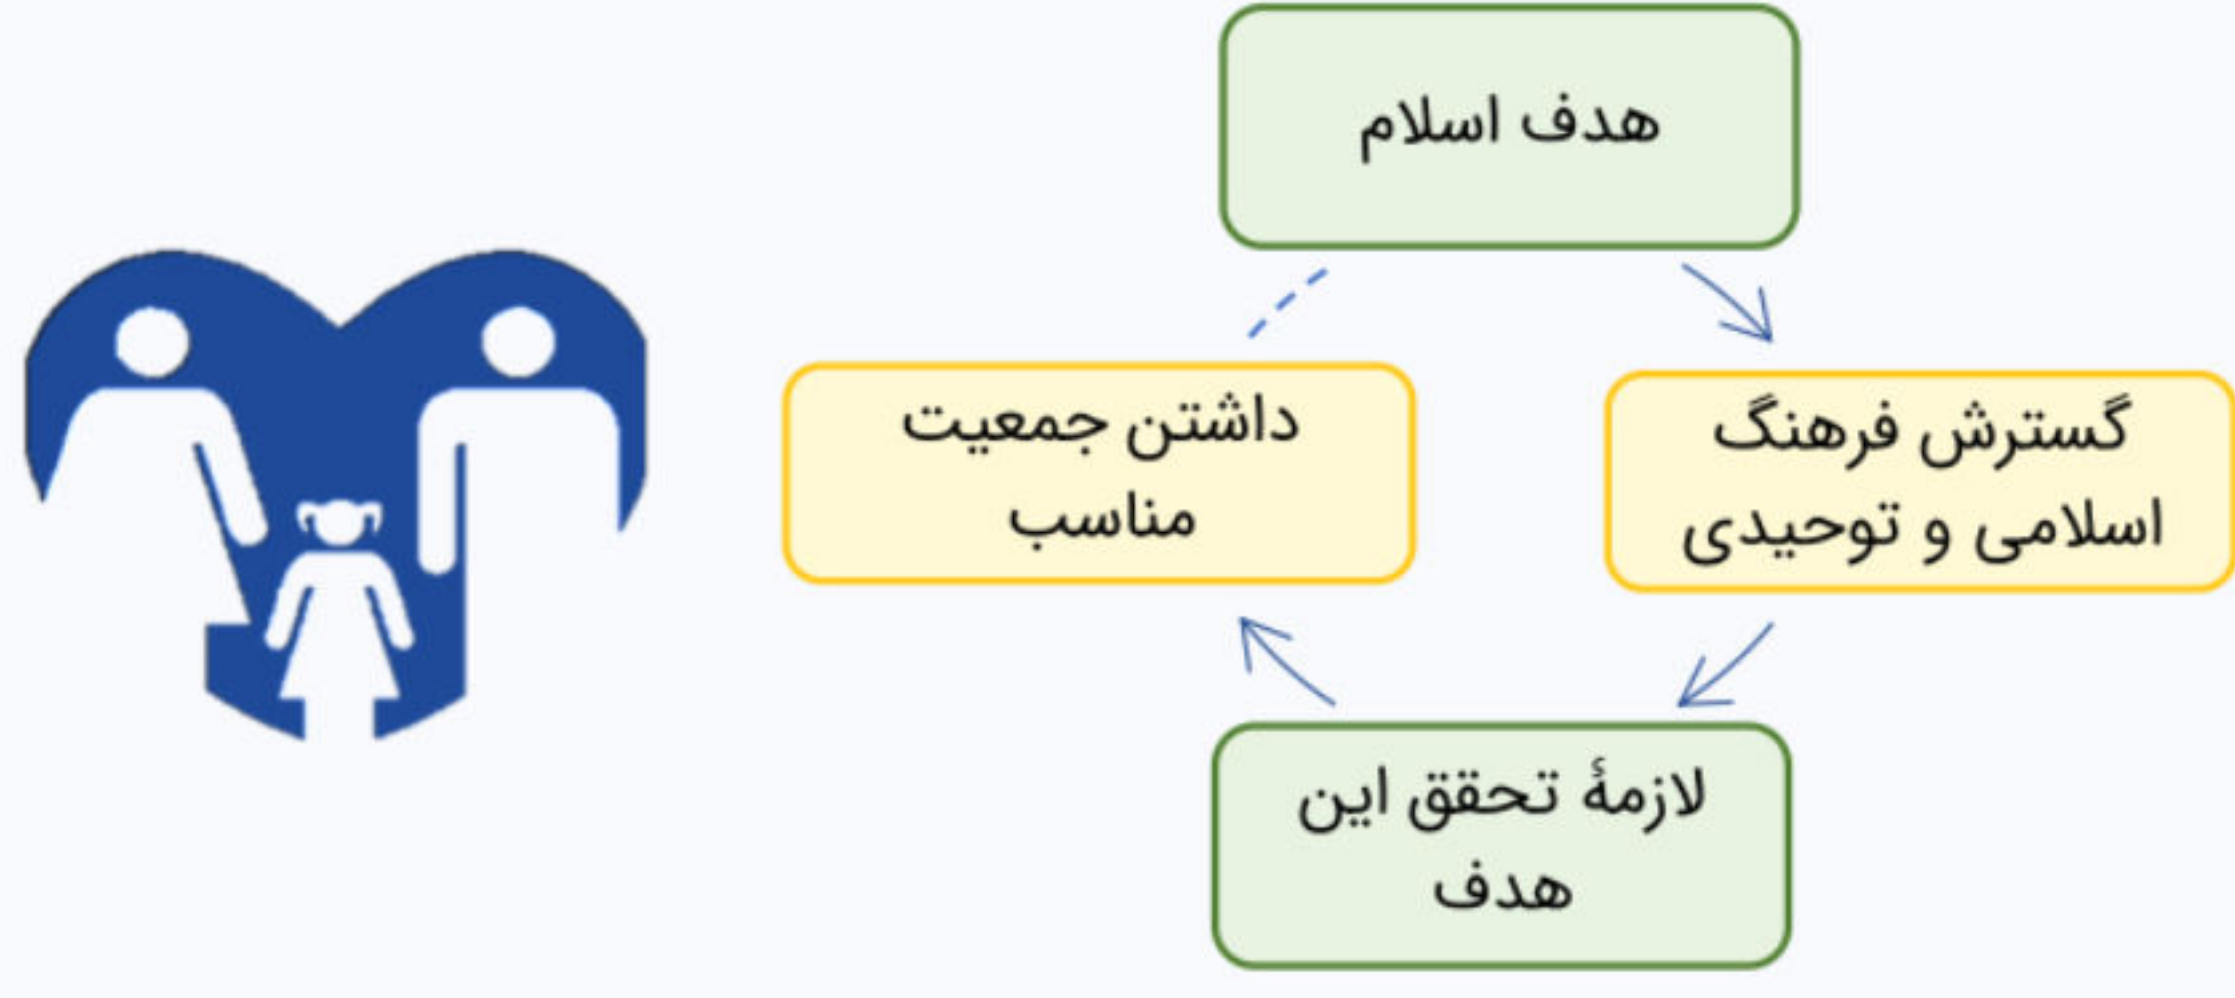 هدف اسلام
گسترش فرهنگ
اسلامی و توحیدی
لازمهٔ تحقق این
هدف
داشتن جمعیت
مناسب